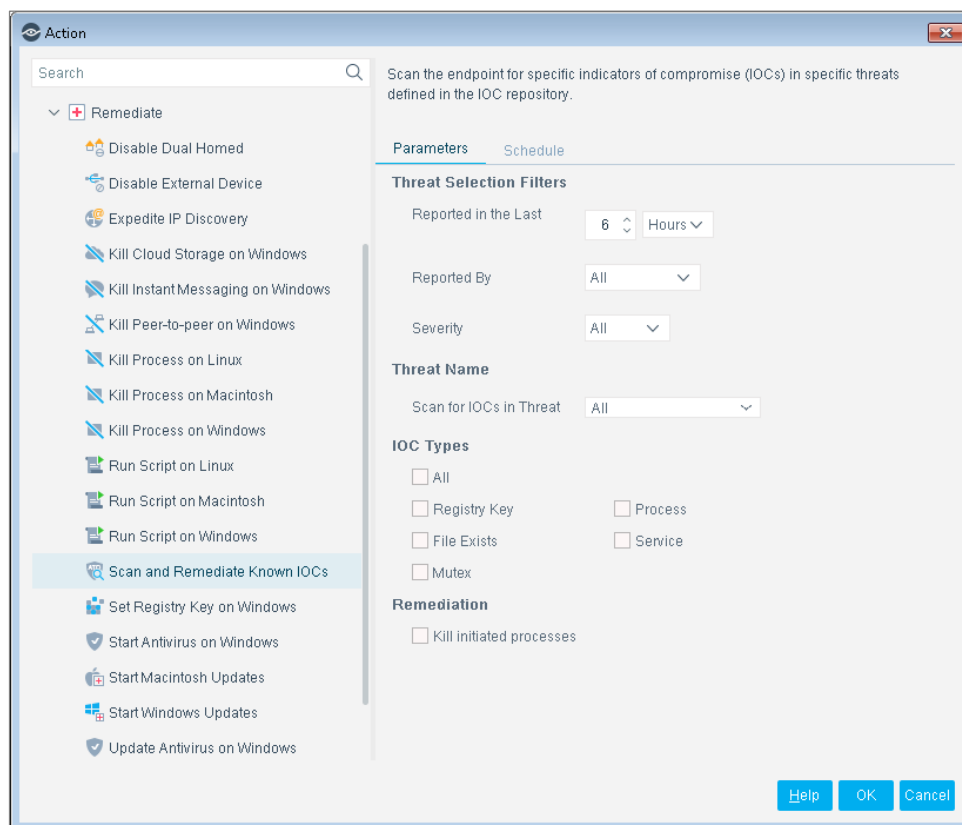 Action
Search
Remediate
Disable Dual Homed
Disable External Device
Expedite IP Discovery
Kill Cloud Storage on Windows
Kill Instant Messaging on Windows
Kill Peer-to-peer on Windows
Kill Process on Linux
Kill Process on Macintosh
Kill Process on Windows
Run Script on Linux
Run Script on Macintosh
Run Script on Windows
Scan and Remediate Known IOCs
Set Registry Key on Windows
Start Antivirus on Windows
Start Macintosh Updates
Start Windows Updates
Update Antivirus on Windows
Scan the endpoint for specific indicators of compromise (IOCs) in specific threats
defined in the IOC repository.
Parameters Schedule
Threat Selection Filters
Reported in the Last 6 Hours
Reported By All
Severity All
Threat Name
Scan for IOCs in Threat All
IOC Types
All
Registry Key Process
File Exists Service
Mutex
Remediation
Kill initiated processes
Help OK Cancel